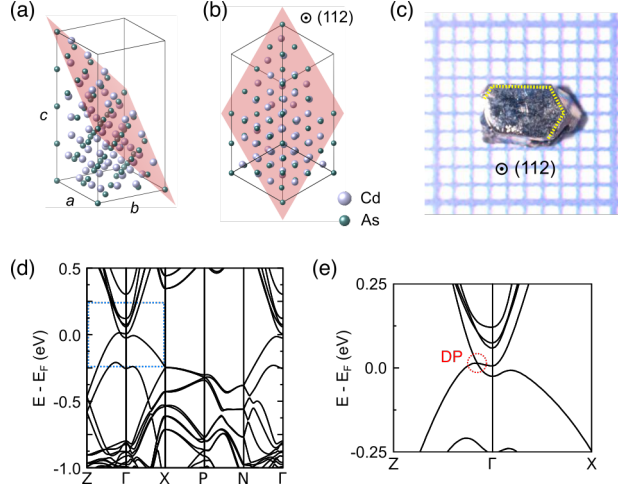 (a)
(b)
⊙ (112)
(c)
c
a
b
Cd
As
⊙ (112)
(d)
E - E_F (eV)
0.5
0.0
-0.5
-1.0
Z Γ X P N Γ
(e)
E - E_F (eV)
0.25
0.0
-0.25
DP
Z Γ X